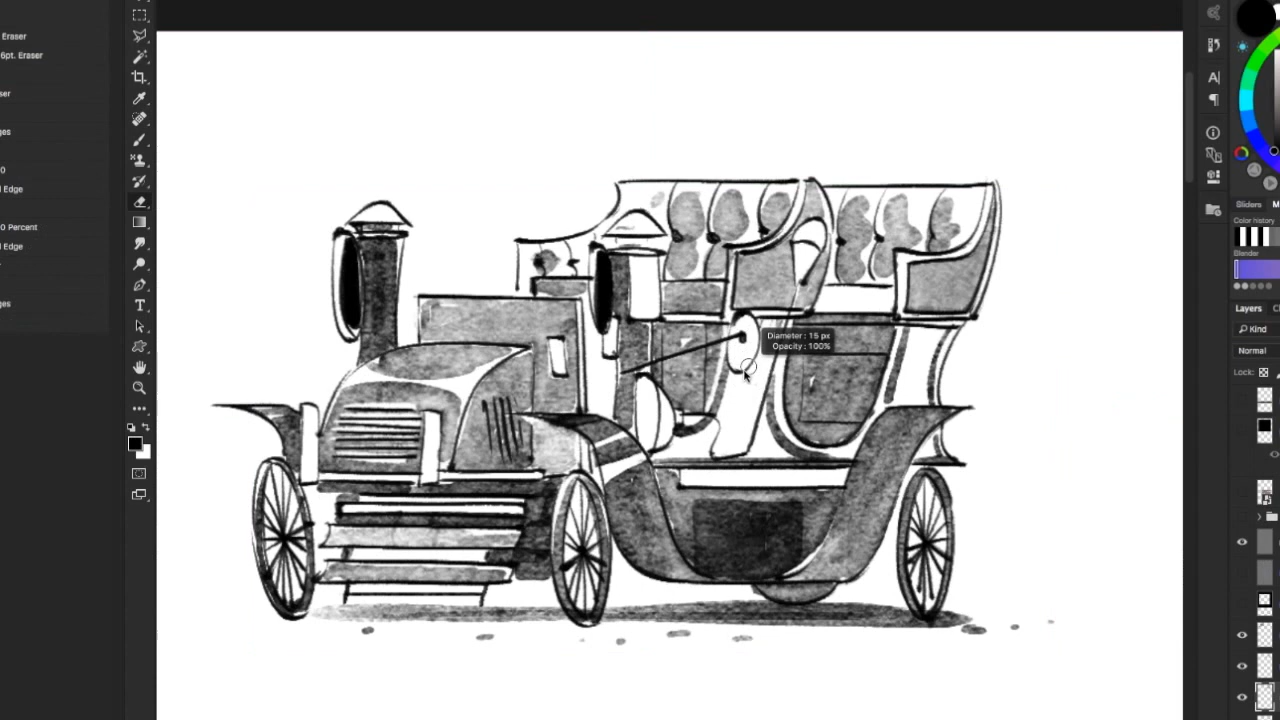 Eraser
6pt. Eraser
ser
ges
0
l Edge
0 Percent
d Edge
ges
Diameter : 15 px
Opacity : 100%
Sliders M
Color history
Blender
Layers C
Kind
Normal
Lock: